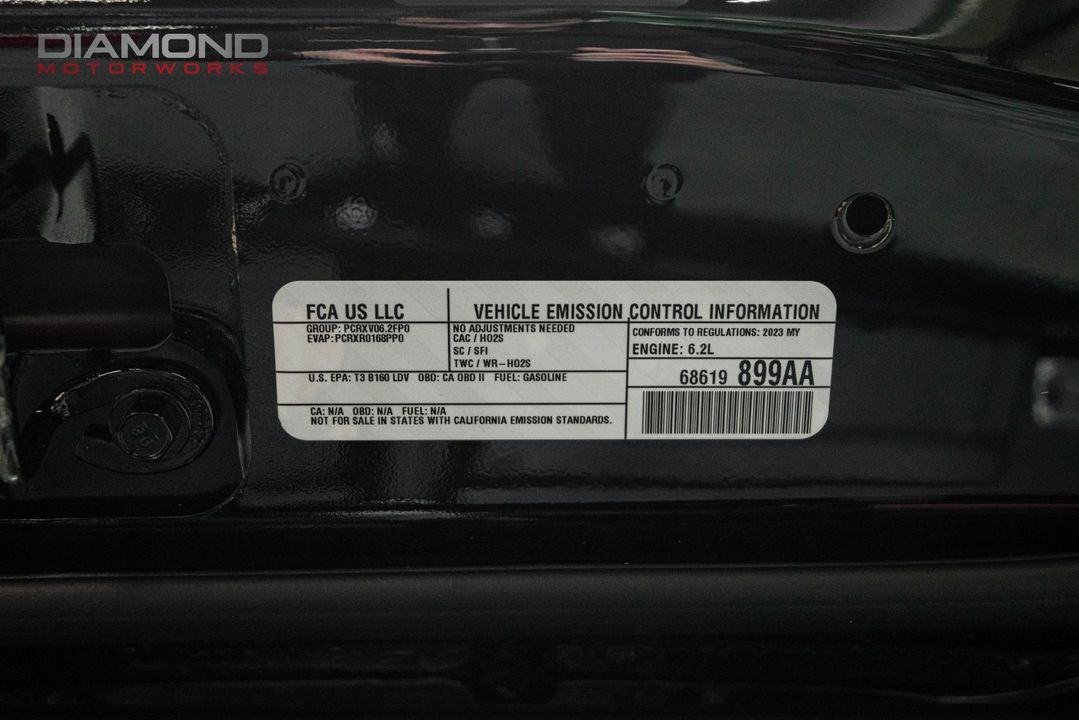 DIAMOND
MOTORWORKS
FCA US LLC
VEHICLE EMISSION CONTROL INFORMATION
GROUP: PCRXV06.2FP0
EVAP: PCRXR0168PP0
NO ADJUSTMENTS NEEDED
CAC / HO2S
SC / SFI
TWC / WR-HO2S
CONFORMS TO REGULATIONS: 2023 MY
ENGINE: 6.2L
U.S. EPA: T3 B160 LDV OBD: CA OBD II FUEL: GASOLINE
68619 899AA
CA: N/A OBD: N/A FUEL: N/A
NOT FOR SALE IN STATES WITH CALIFORNIA EMISSION STANDARDS.